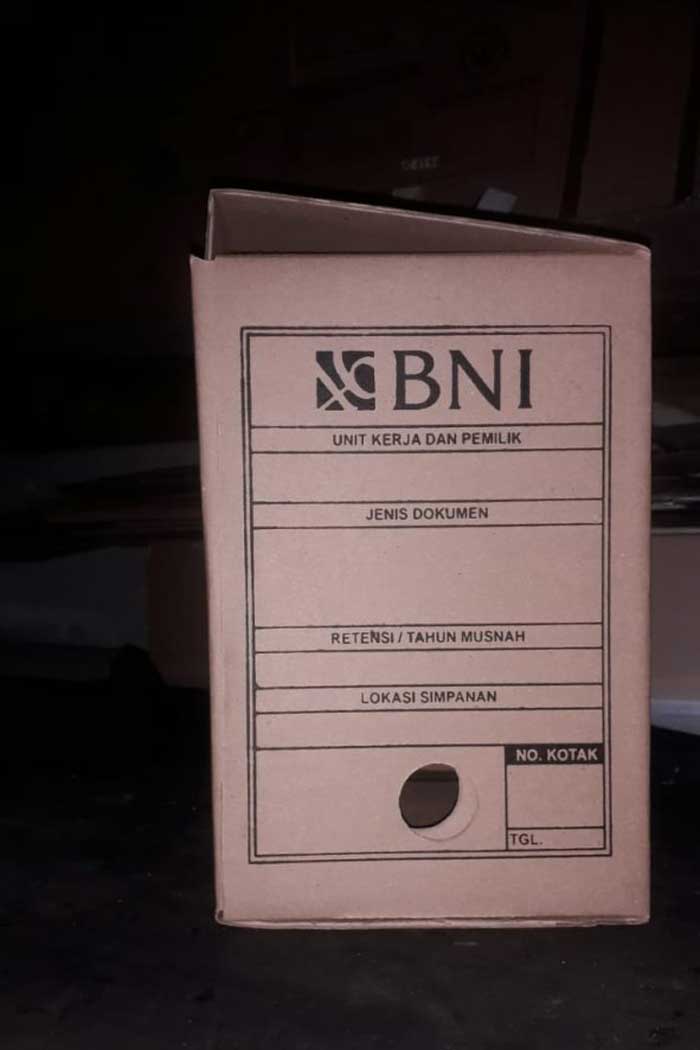 BNI
UNIT KERJA DAN PEMILIK
JENIS DOKUMEN
RETENSI / TAHUN MUSNAH
LOKASI SIMPANAN
NO. KOTAK
TGL.